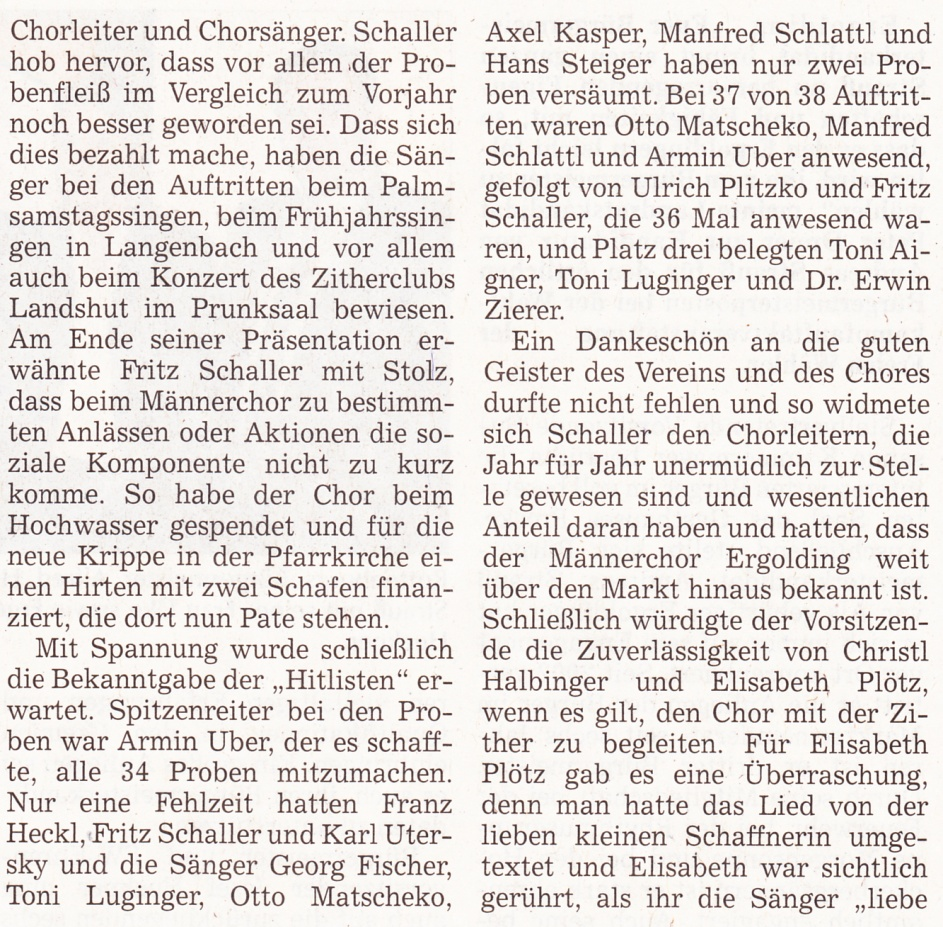 Chorleiter und Chorsänger. Schaller
hob hervor, dass vor allem der Pro-
benfleiß im Vergleich zum Vorjahr
noch besser geworden sei. Dass sich
dies bezahlt mache, haben die Sän-
ger bei den Auftritten beim Palm-
samstagssingen, beim Frühjahrssin-
gen in Langenbach und vor allem
auch beim Konzert des Zitherclubs
Landshut im Prunksaal bewiesen.
Am Ende seiner Präsentation er-
wähnte Fritz Schaller mit Stolz,
dass beim Männerchor zu bestimm-
ten Anlässen oder Aktionen die so-
ziale Komponente nicht zu kurz
komme. So habe der Chor beim
Hochwasser gespendet und für die
neue Krippe in der Pfarrkirche ei-
nen Hirten mit zwei Schafen finan-
ziert, die dort nun Pate stehen.
Mit Spannung wurde schließlich
die Bekanntgabe der „Hitlisten“ er-
wartet. Spitzenreiter bei den Pro-
ben war Armin Uber, der es schaff-
te, alle 34 Proben mitzumachen.
Nur eine Fehlzeit hatten Franz
Heckl, Fritz Schaller und Karl Uter-
sky und die Sänger Georg Fischer,
Toni Luginger, Otto Matscheko,
Axel Kasper, Manfred Schlattl und
Hans Steiger haben nur zwei Pro-
ben versäumt. Bei 37 von 38 Auftrit-
ten waren Otto Matscheko, Manfred
Schlattl und Armin Uber anwesend,
gefolgt von Ulrich Plitzko und Fritz
Schaller, die 36 Mal anwesend wa-
ren, und Platz drei belegten Toni Ai-
gner, Toni Luginger und Dr. Erwin
Zierer.
Ein Dankeschön an die guten
Geister des Vereins und des Chores
durfte nicht fehlen und so widmete
sich Schaller den Chorleitern, die
Jahr für Jahr unermüdlich zur Stel-
le gewesen sind und wesentlichen
Anteil daran haben und hatten, dass
der Männerchor Ergolding weit
über den Markt hinaus bekannt ist.
Schließlich würdigte der Vorsitzen-
de die Zuverlässigkeit von Christl
Halbinger und Elisabeth Plötz,
wenn es gilt, den Chor mit der Zi-
ther zu begleiten. Für Elisabeth
Plötz gab es eine Überraschung,
denn man hatte das Lied von der
lieben kleinen Schaffnerin umge-
textet und Elisabeth war sichtlich
gerührt, als ihr die Sänger „liebe